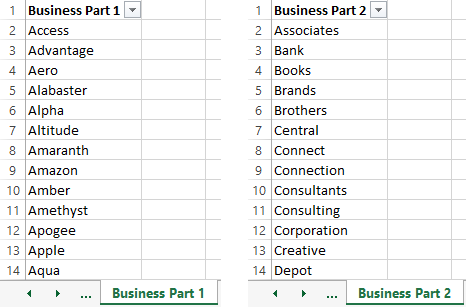 1 Business Part 1
2 Access
3 Advantage
4 Aero
5 Alabaster
6 Alpha
7 Altitude
8 Amaranth
9 Amazon
10 Amber
11 Amethyst
12 Apogee
13 Apple
14 Aqua
... Business Part 1
1 Business Part 2
2 Associates
3 Bank
4 Books
5 Brands
6 Brothers
7 Central
8 Connect
9 Connection
10 Consultants
11 Consulting
12 Corporation
13 Creative
14 Depot
... Business Part 2